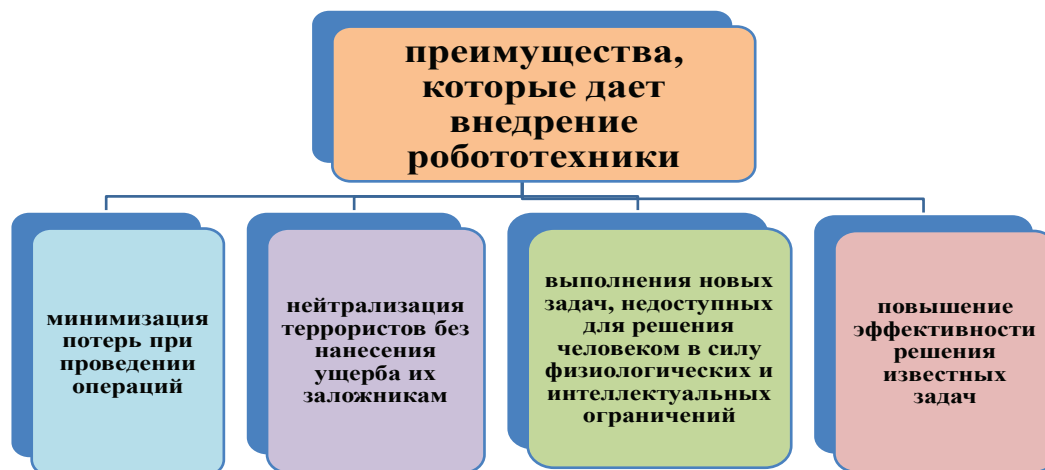 преимущества,
которые дает
внедрение
робототехники
минимизация
потерь при
проведении
операций
нейтрализация
террористов без
нанесения
ущерба их
заложникам
выполнения новых
задач, недоступных
для решения
человеком в силу
физиологических и
интеллектуальных
ограничений
повышение
эффективности
решения
известных
задач